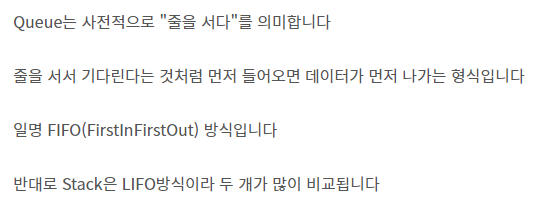 Queue는 사전적으로 "줄을 서다"를 의미합니다
줄을 서서 기다린다는 것처럼 먼저 들어오면 데이터가 먼저 나가는 형식입니다
일명 FIFO(FirstInFirstOut) 방식입니다
반대로 Stack은 LIFO방식이라 두 개가 많이 비교됩니다